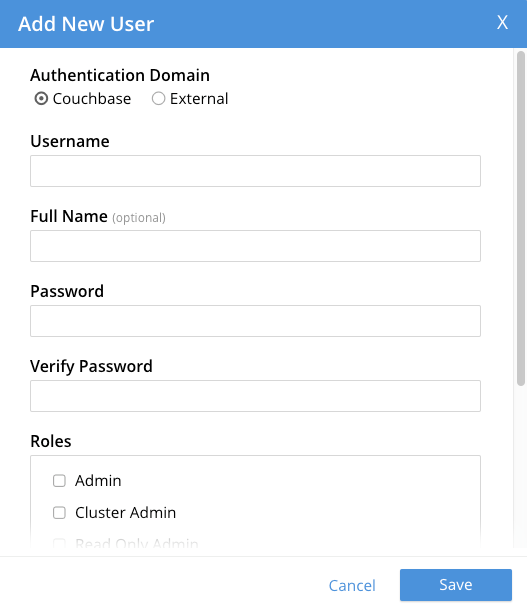 Add New User X
Authentication Domain
Couchbase External
Username
Full Name (optional)
Password
Verify Password
Roles
Admin
Cluster Admin
Read Only Admin
Cancel Save